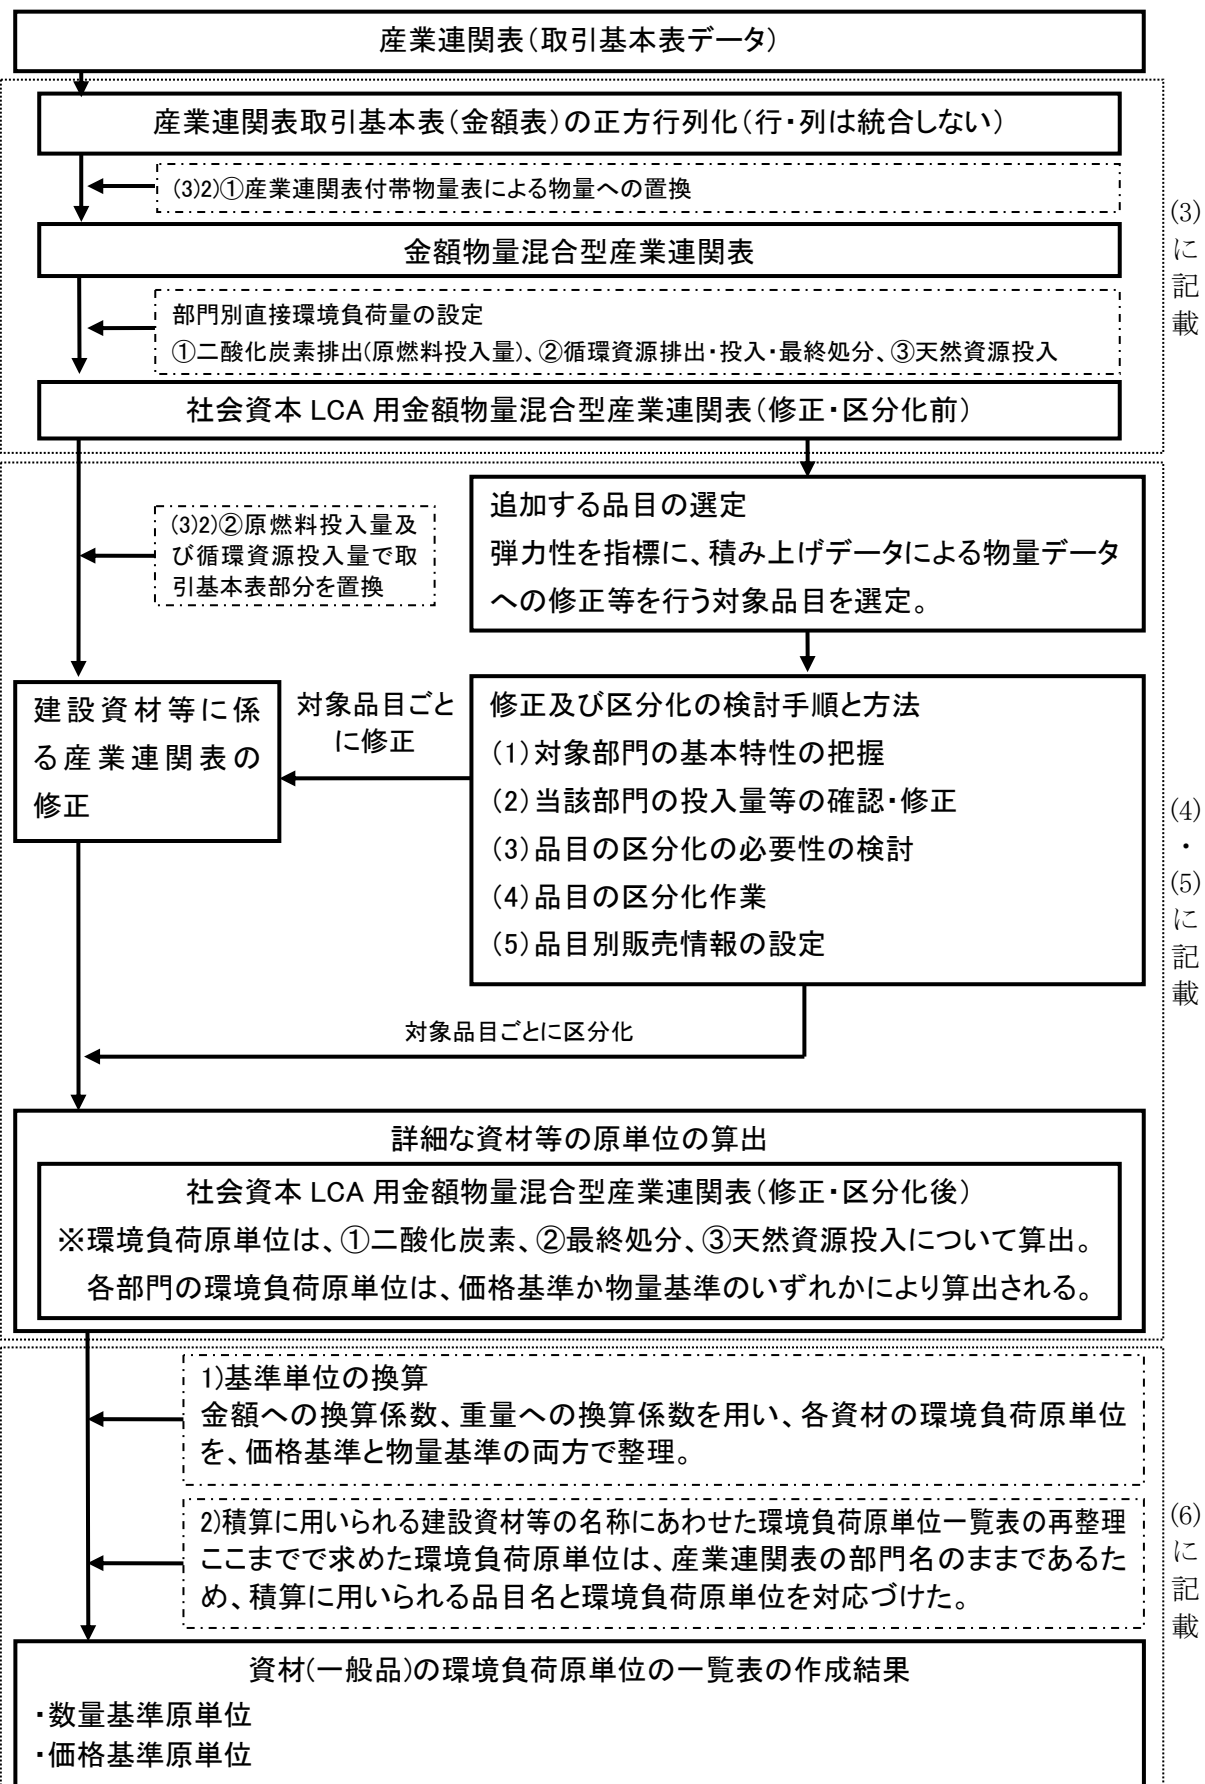 産業連関表(取引基本表データ)
産業連関表取引基本表(金額表)の正方行列化(行・列は統合しない)
(3)2)①産業連関表付帯物量表による物量への置換
金額物量混合型産業連関表
部門別直接環境負荷量の設定
①二酸化炭素排出(原燃料投入量)、②循環資源排出・投入・最終処分、③天然資源投入
社会資本 LCA 用金額物量混合型産業連関表(修正・区分化前)
(3)
に
記
載
(3)2)②原燃料投入量及
び循環資源投入量で取
引基本表部分を置換
追加する品目の選定
弾力性を指標に、積み上げデータによる物量データ
への修正等を行う対象品目を選定。
建設資材等に係
る産業連関表の
修正
対象品目ごと
に修正
修正及び区分化の検討手順と方法
(1)対象部門の基本特性の把握
(2)当該部門の投入量等の確認・修正
(3)品目の区分化の必要性の検討
(4)品目の区分化作業
(5)品目別販売情報の設定
対象品目ごとに区分化
詳細な資材等の原単位の算出
社会資本 LCA 用金額物量混合型産業連関表(修正・区分化後)
※環境負荷原単位は、①二酸化炭素、②最終処分、③天然資源投入について算出。
各部門の環境負荷原単位は、価格基準か物量基準のいずれかにより算出される。
(4)
・
(5)
に
記
載
1)基準単位の換算
金額への換算係数、重量への換算係数を用い、各資材の環境負荷原単位
を、価格基準と物量基準の両方で整理。
2)積算に用いられる建設資材等の名称にあわせた環境負荷原単位一覧表の再整理
ここまでで求めた環境負荷原単位は、産業連関表の部門名のままであるた
め、積算に用いられる品目名と環境負荷原単位を対応づけた。
(6)
に
記
載
資材(一般品)の環境負荷原単位の一覧表の作成結果
・数量基準原単位
・価格基準原単位